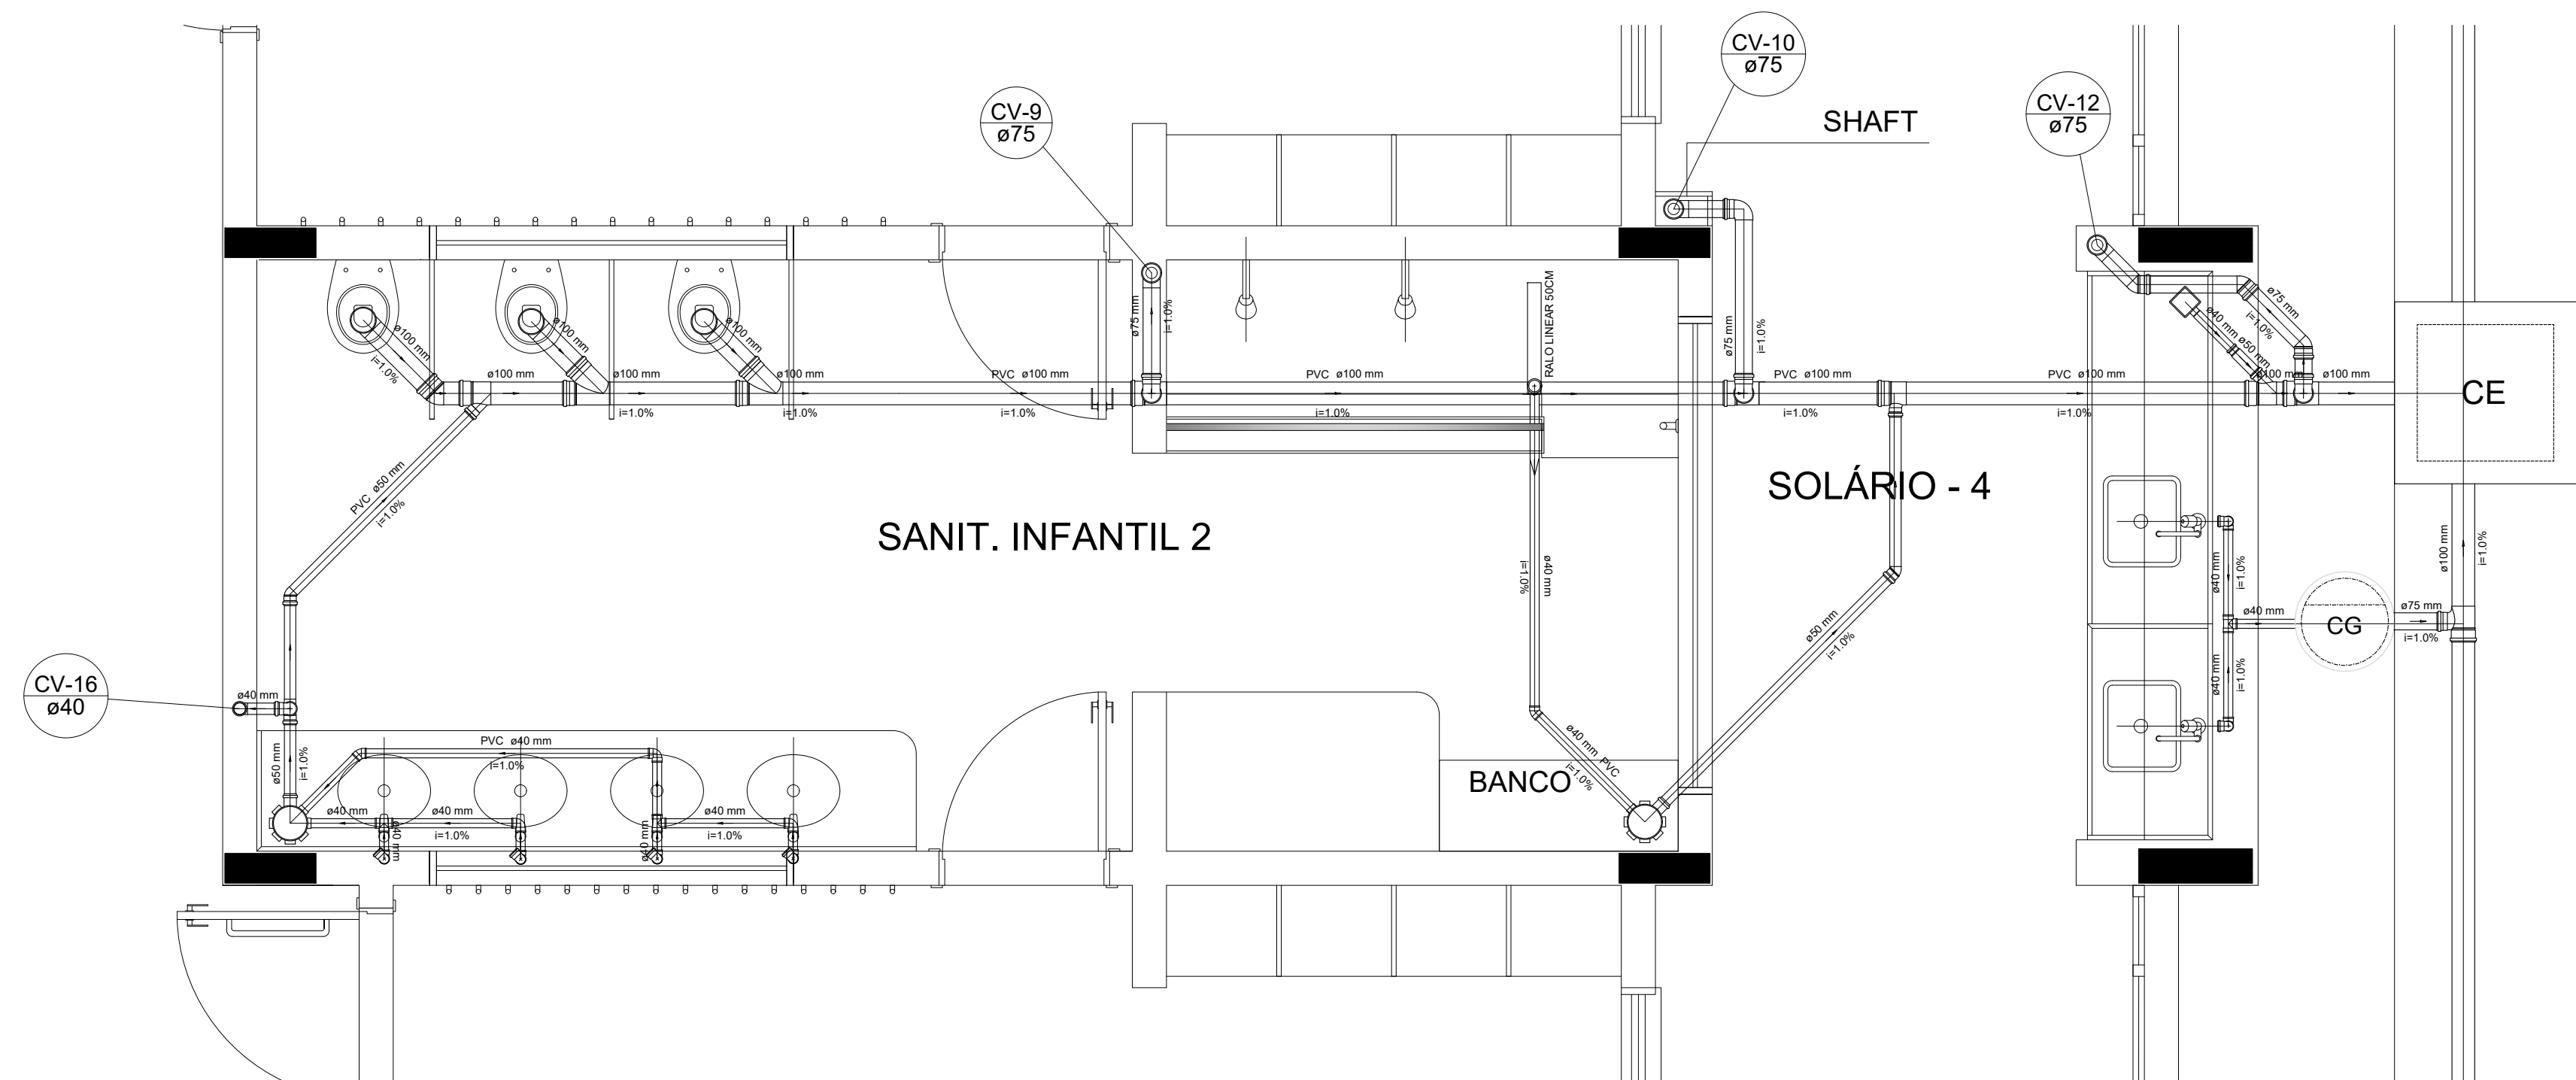 CV-10
ø75
CV-9
ø75
SHAFT
CV-12
ø75
ø100 mm
i=1.0%
ø100 mm
ø100 mm
ø75 mm
i=1.0%
RALO LINEAR 50CM
ø75 mm
i=1.0%
ø75 mm
i=1.0%
ø40 mm
ø50 mm
ø100 mm
ø100 mm
i=1.0%
ø100 mm
i=1.0%
PVC ø100 mm
i=1.0%
PVC ø100 mm
i=1.0%
PVC ø100 mm
i=1.0%
PVC ø100 mm
i=1.0%
ø100 mm
ø100 mm
CE
PVC ø50 mm
i=1.0%
SANIT. INFANTIL 2
SOLÁRIO - 4
i=1.0%
ø40 mm
ø50 mm
i=1.0%
ø40 mm
i=1.0%
ø40 mm
CG
ø75 mm
i=1.0%
ø100 mm
i=1.0%
ø40 mm
i=1.0%
CV-16
ø40
ø40 mm
ø50 mm
i=1.0%
PVC ø40 mm
i=1.0%
ø40 mm
ø40 mm
i=1.0%
ø40 mm
ø40 mm
ø40 mm
i=1.0%
ø40 mm PVC
i=1.0%
BANCO